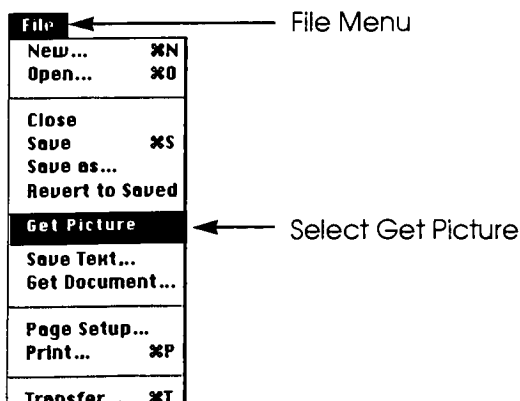 File File Menu
New... ⌘N
Open... ⌘O
Close
Save ⌘S
Save as...
Revert to Saved
Get Picture Select Get Picture
Save Text...
Get Document...
Page Setup...
Print... ⌘P
Transfer... ⌘T